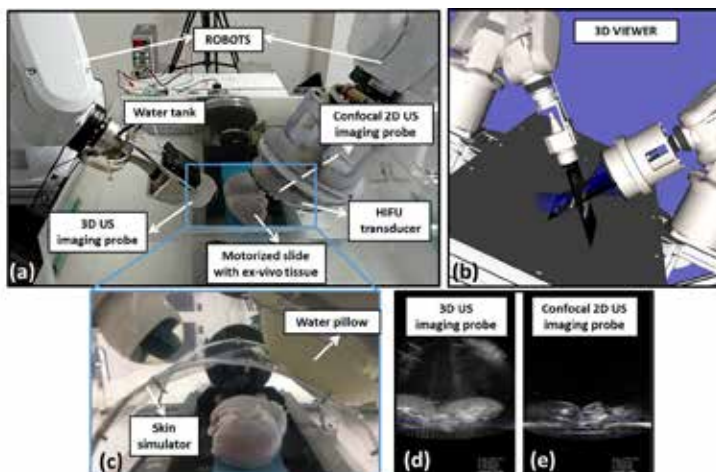 ROBOTS
Water tank
Confocal 2D US
imaging probe
3D US
imaging probe
HIFU
transducer
Motorized slide
with ex-vivo tissue
(a)
3D VIEWER
(b)
Water pillow
Skin
simulator
(c)
3D US
imaging probe
(d)
Confocal 2D US
imaging probe
(e)